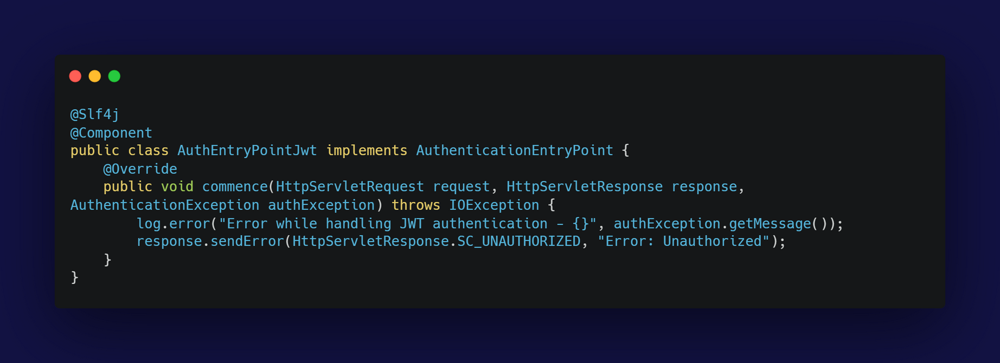 @Slf4j
@Component
public class AuthEntryPointJwt implements AuthenticationEntryPoint {
    @Override
    public void commence(HttpServletRequest request, HttpServletResponse response,
AuthenticationException authException) throws IOException {
        log.error("Error while handling JWT authentication - {}", authException.getMessage());
        response.sendError(HttpServletResponse.SC_UNAUTHORIZED, "Error: Unauthorized");
    }
}